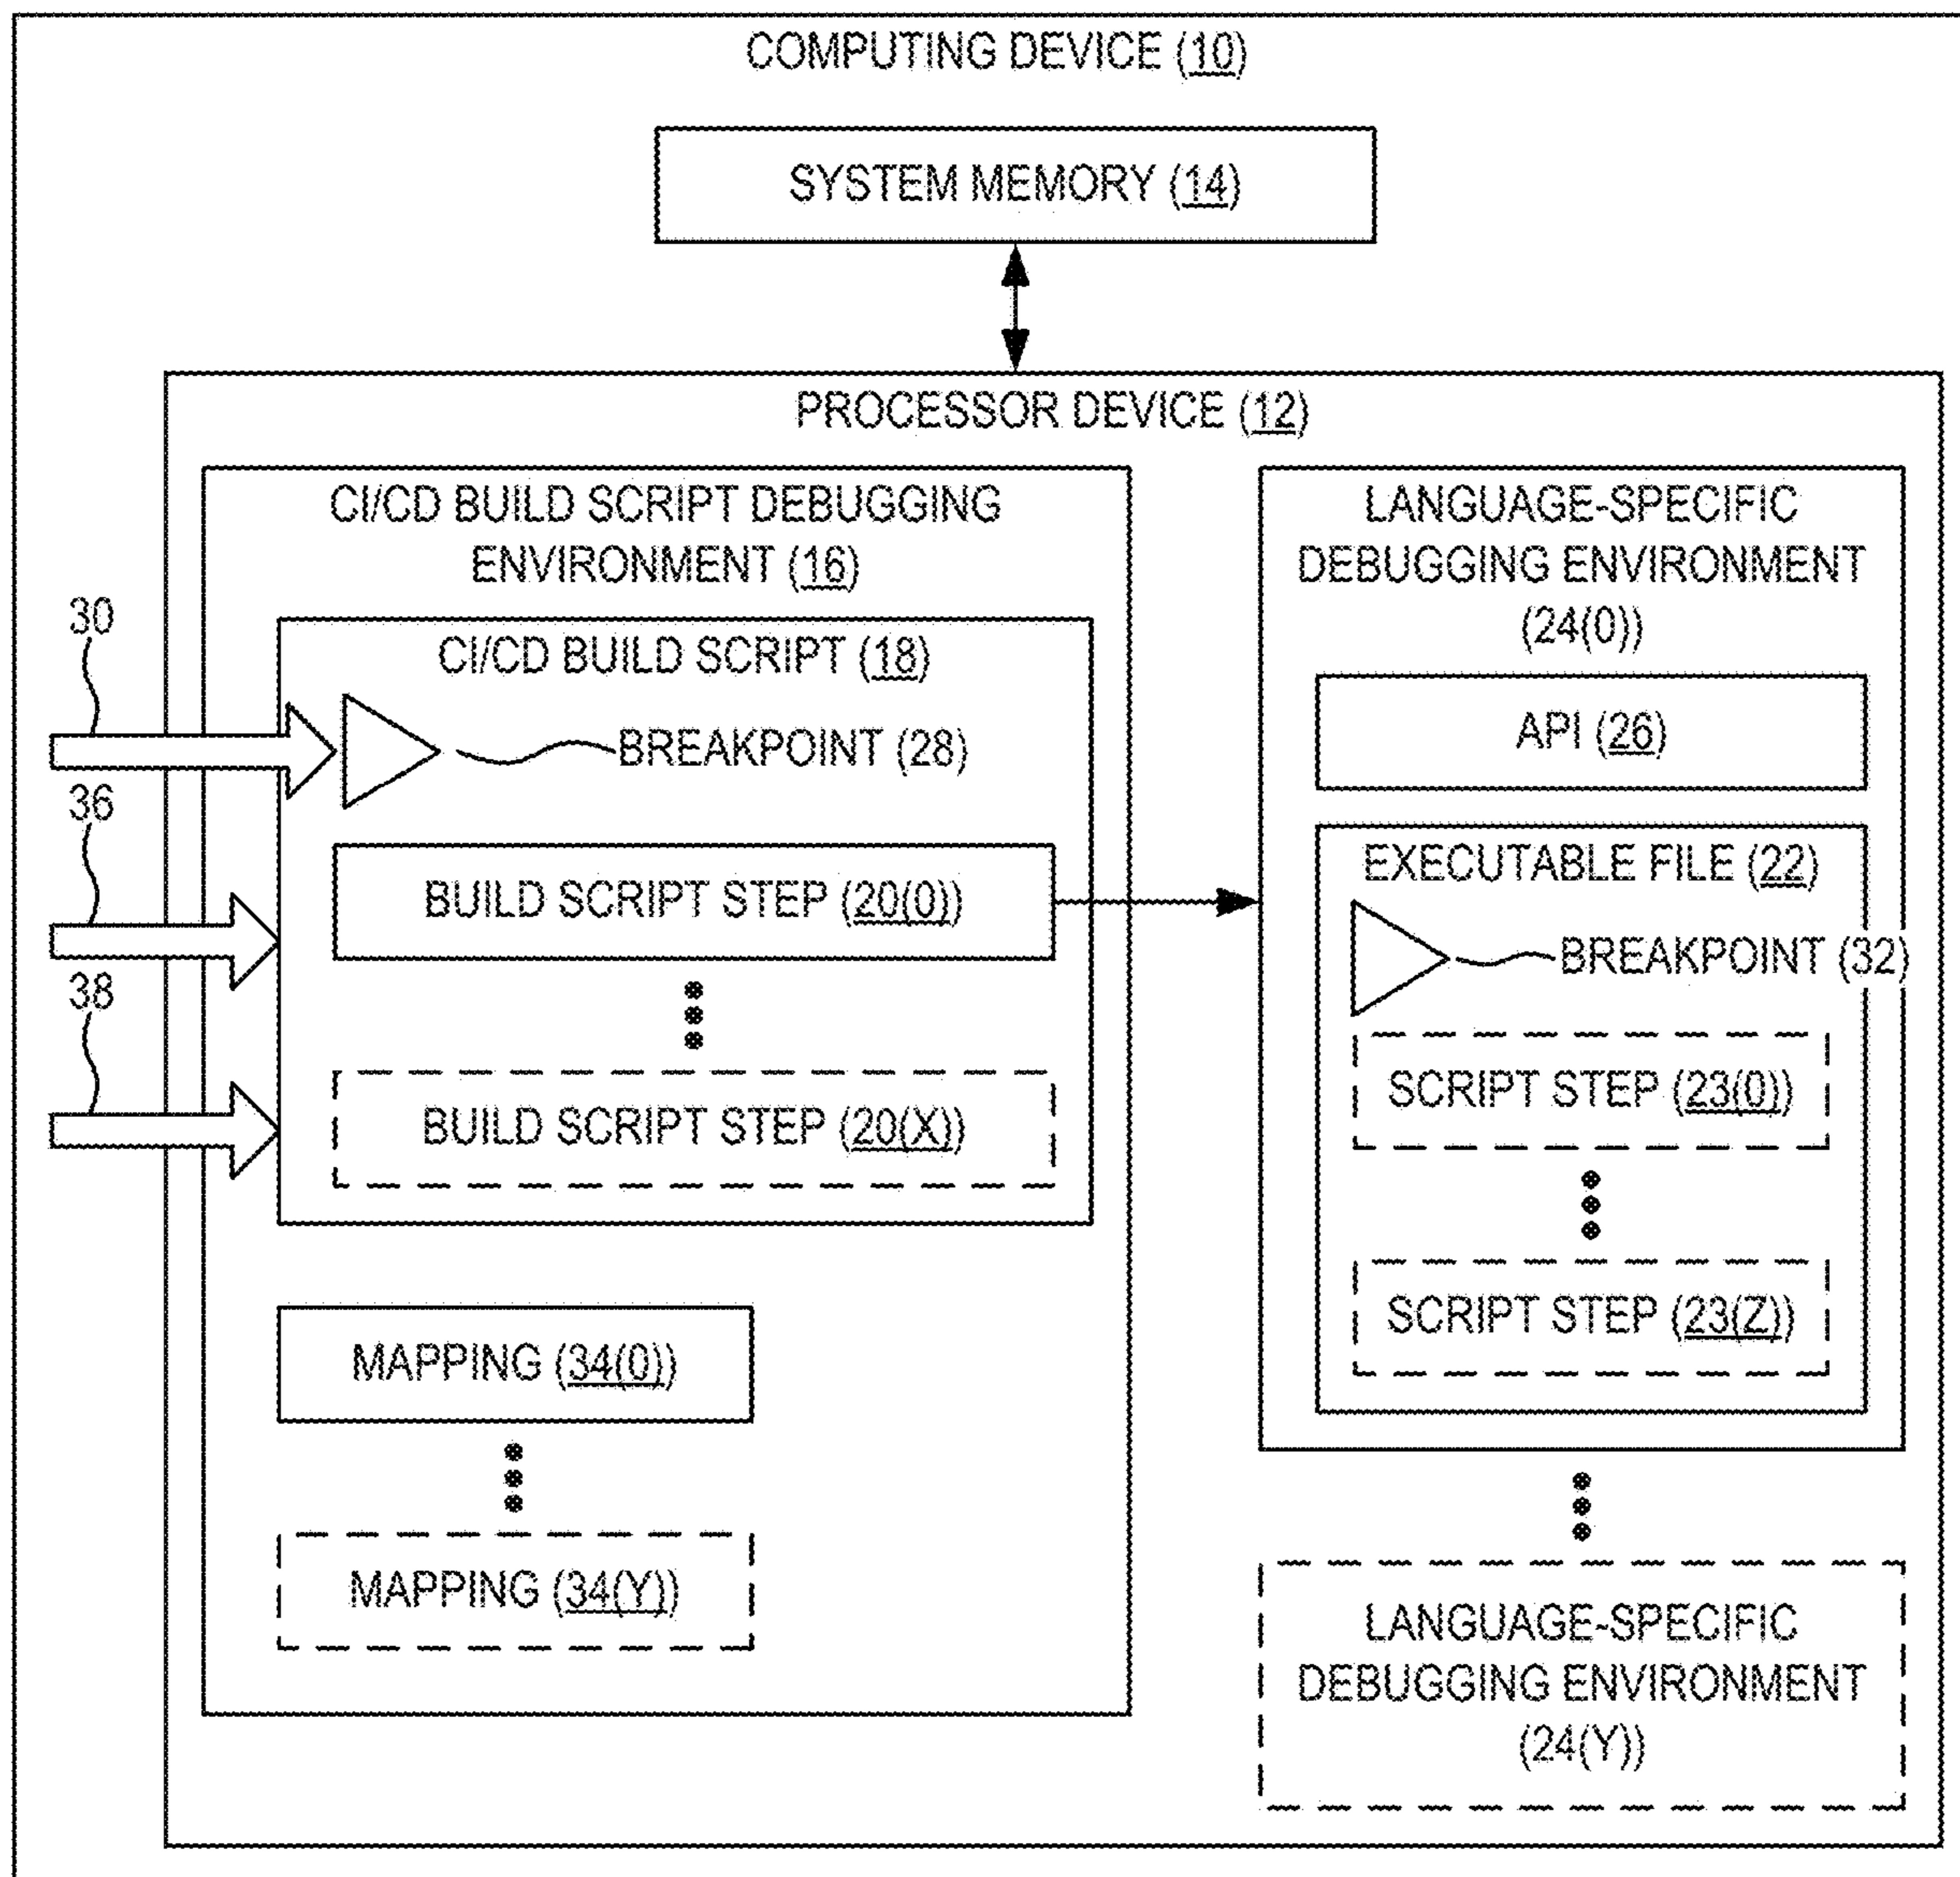 COMPUTING DEVICE (10)
SYSTEM MEMORY (14)
PROCESSOR DEVICE (12)
CI/CD BUILD SCRIPT DEBUGGING
ENVIRONMENT (16)
CI/CD BUILD SCRIPT (18)
30
BREAKPOINT (28)
36
BUILD SCRIPT STEP (20(0))
38
BUILD SCRIPT STEP (20(X))
MAPPING (34(0))
MAPPING (34(Y))
LANGUAGE-SPECIFIC
DEBUGGING ENVIRONMENT
(24(0))
API (26)
EXECUTABLE FILE (22)
BREAKPOINT (32)
SCRIPT STEP (23(0))
SCRIPT STEP (23(Z))
LANGUAGE-SPECIFIC
DEBUGGING ENVIRONMENT
(24(Y))